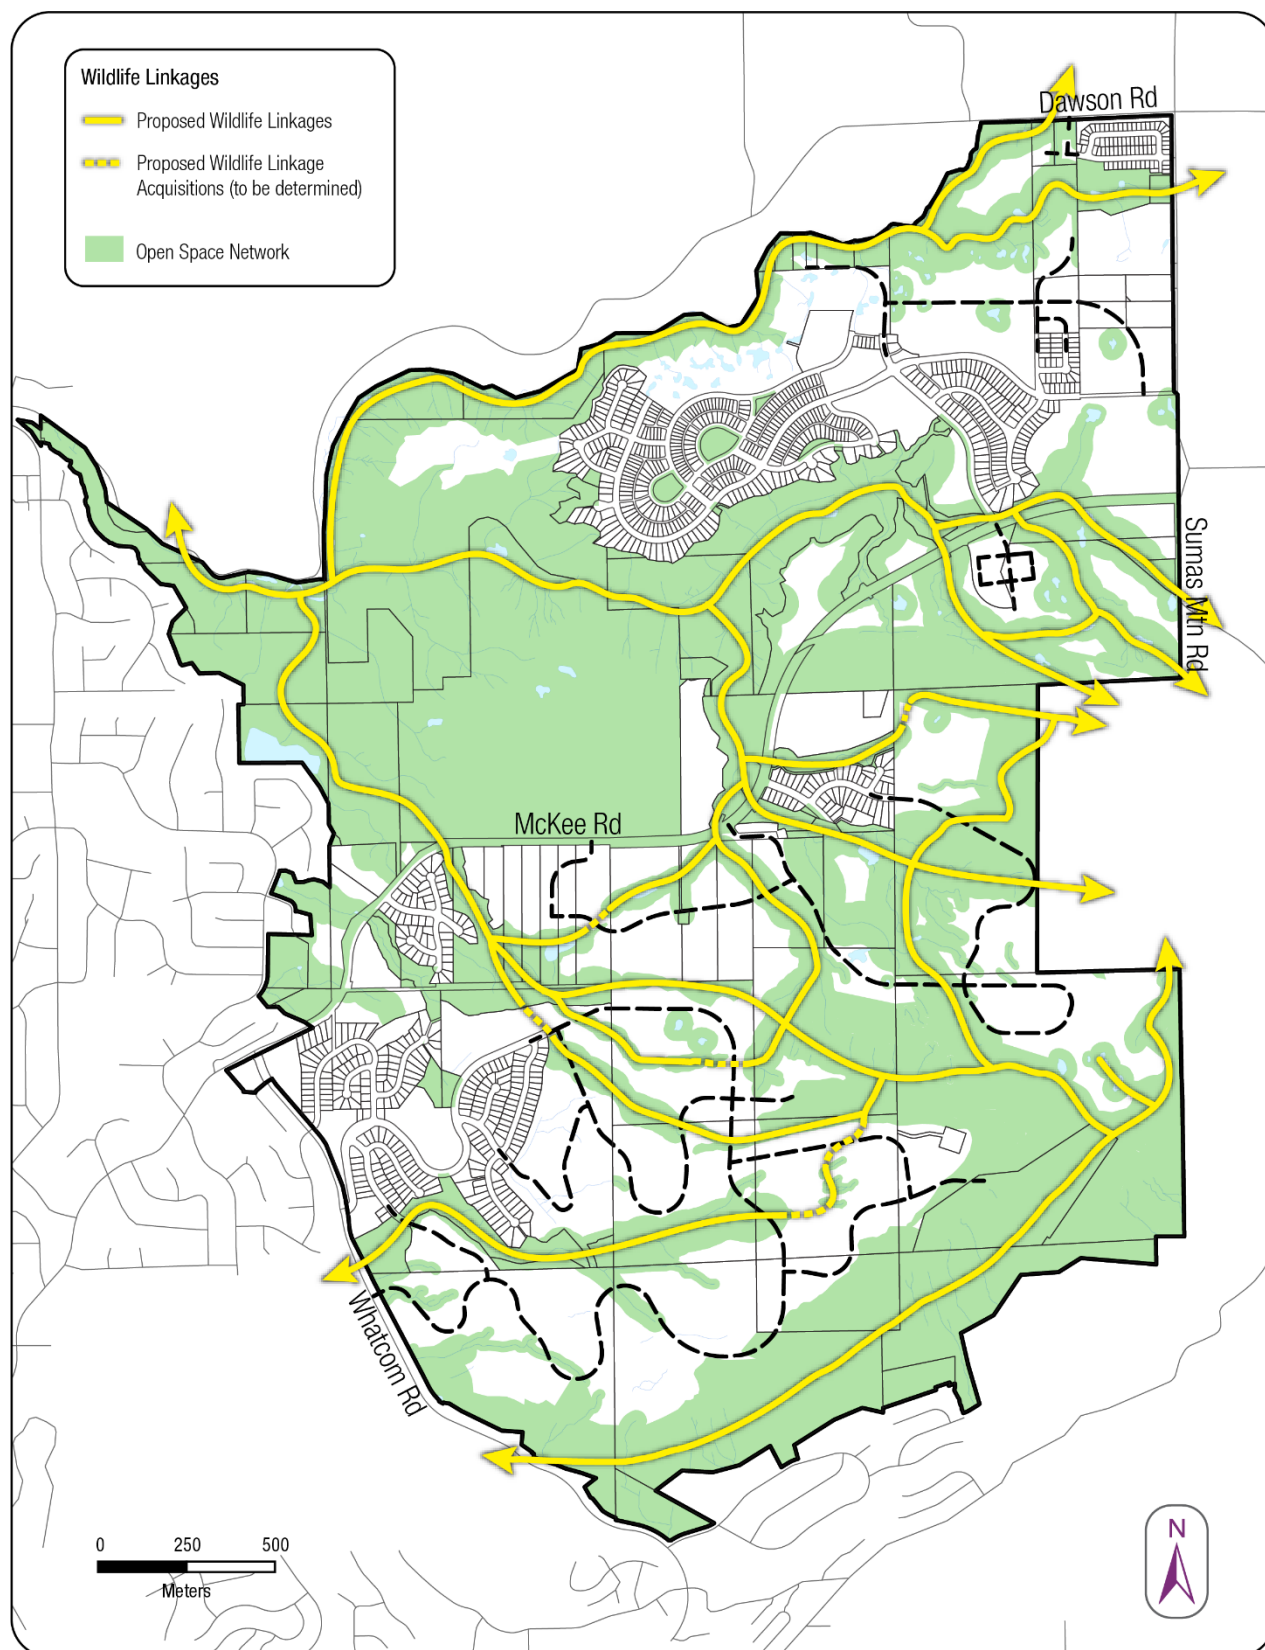 Wildlife Linkages
Proposed Wildlife Linkages
Proposed Wildlife Linkage
Acquisitions (to be determined)
Open Space Network
Dawson Rd
Sumas Mtn Rd
McKee Rd
Whatcom Rd
0 250 500
Meters
N